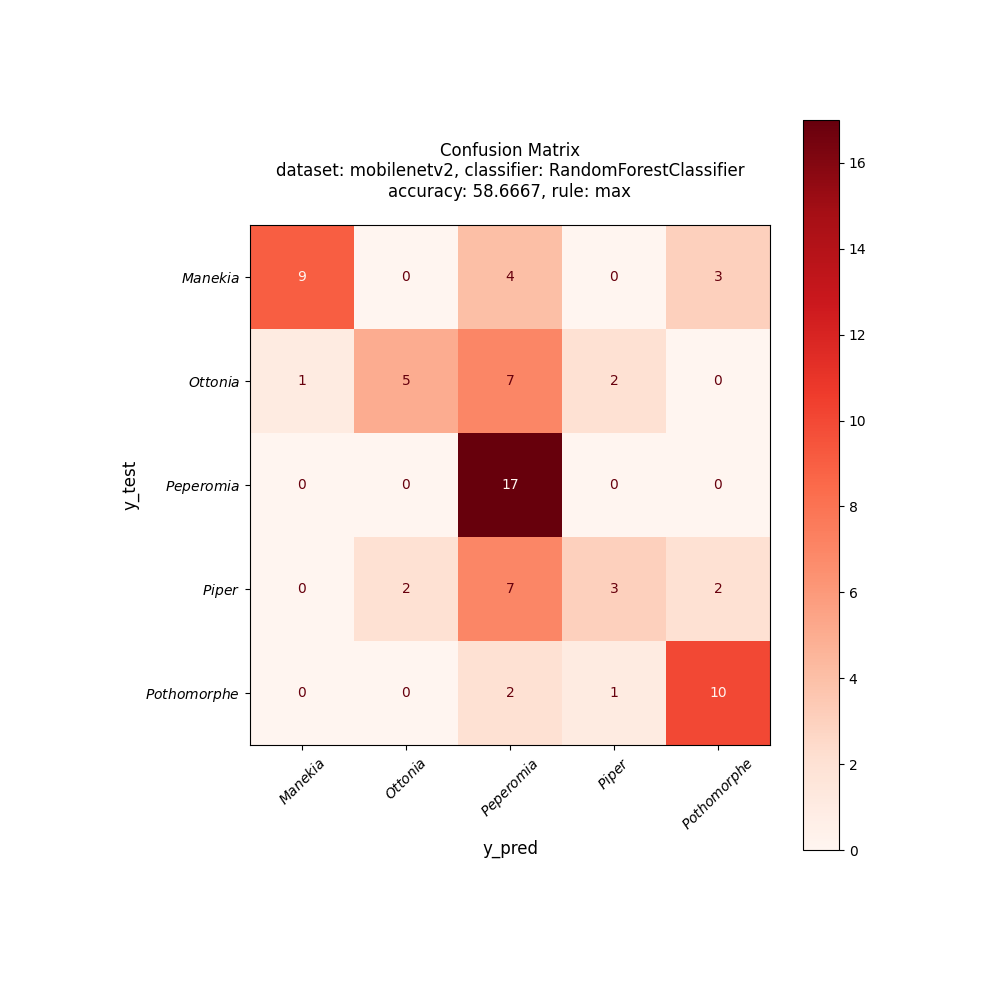 Confusion Matrix
dataset: mobilenetv2, classifier: RandomForestClassifier
accuracy: 58.6667, rule: max
y_test
Manekia 9 0 4 0 3
Ottonia 1 5 7 2 0
Peperomia 0 0 17 0 0
Piper 0 2 7 3 2
Pothomorphe 0 0 2 1 10
Manekia Ottonia Peperomia Piper Pothomorphe
y_pred
16
14
12
10
8
6
4
2
0